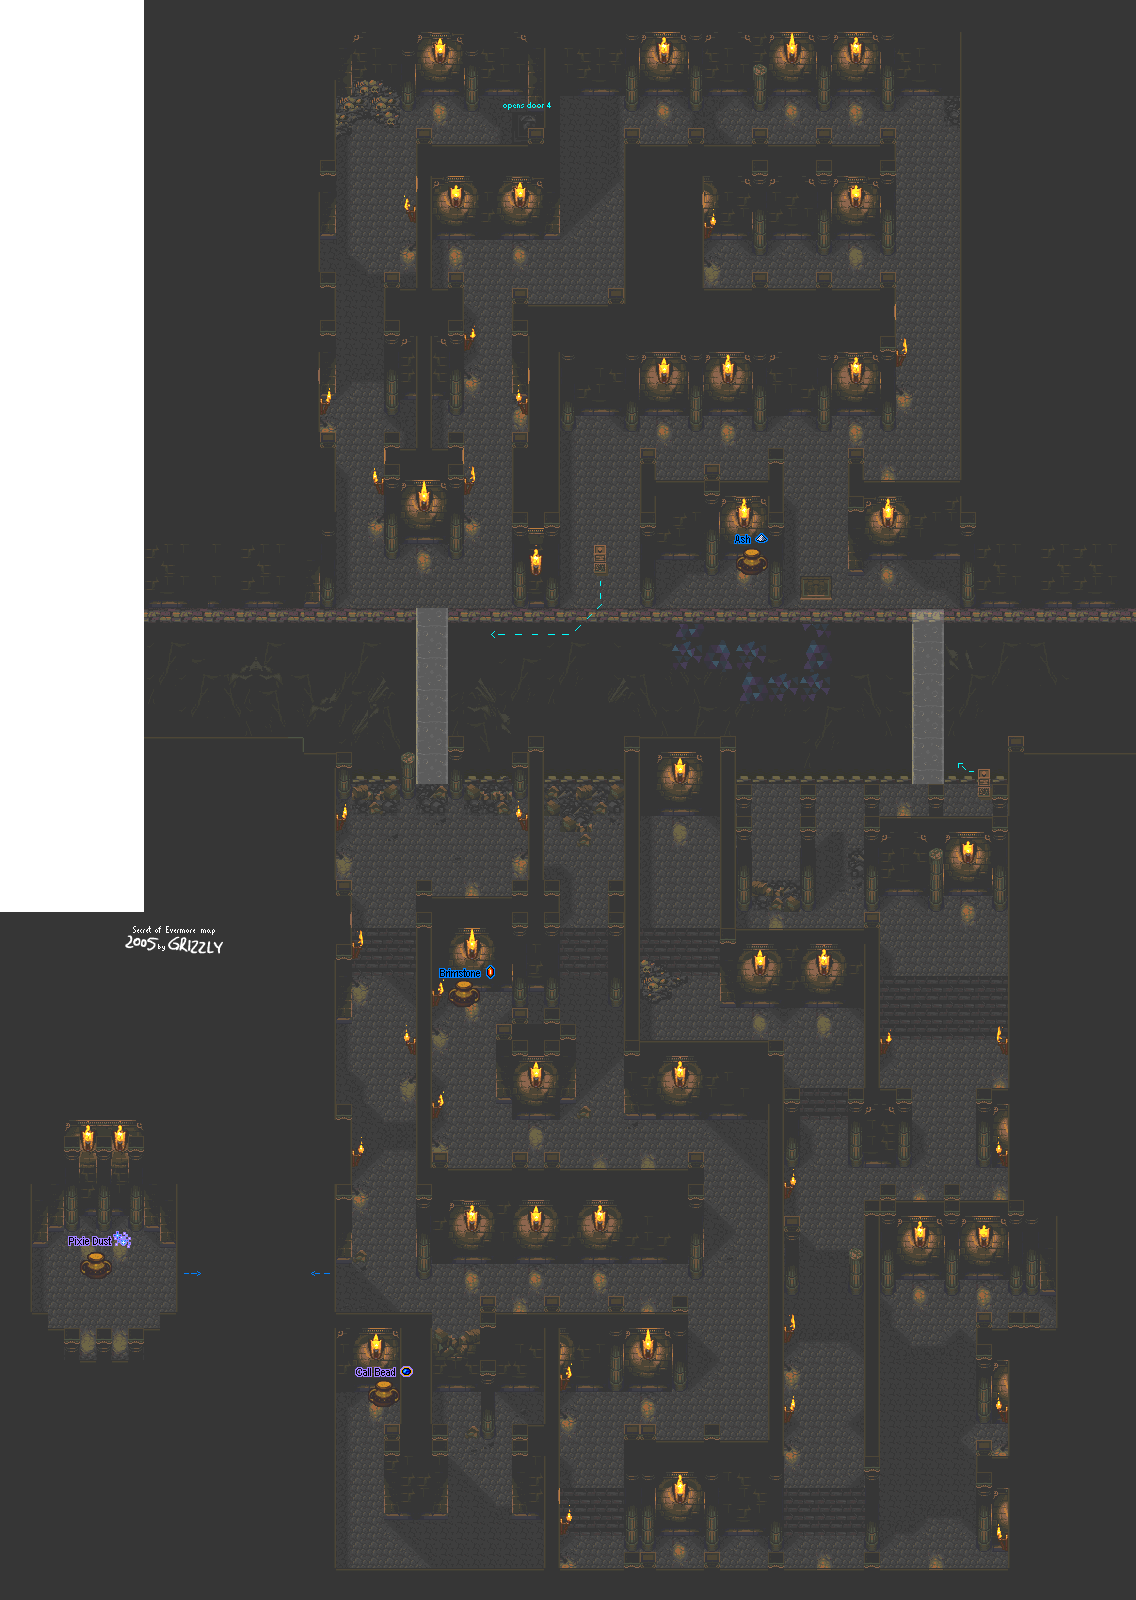 opens door 4
Ash
Secret of Evermore map
2005 by GRIZZLY
Brimstone
Pixie Dust
Call Bead